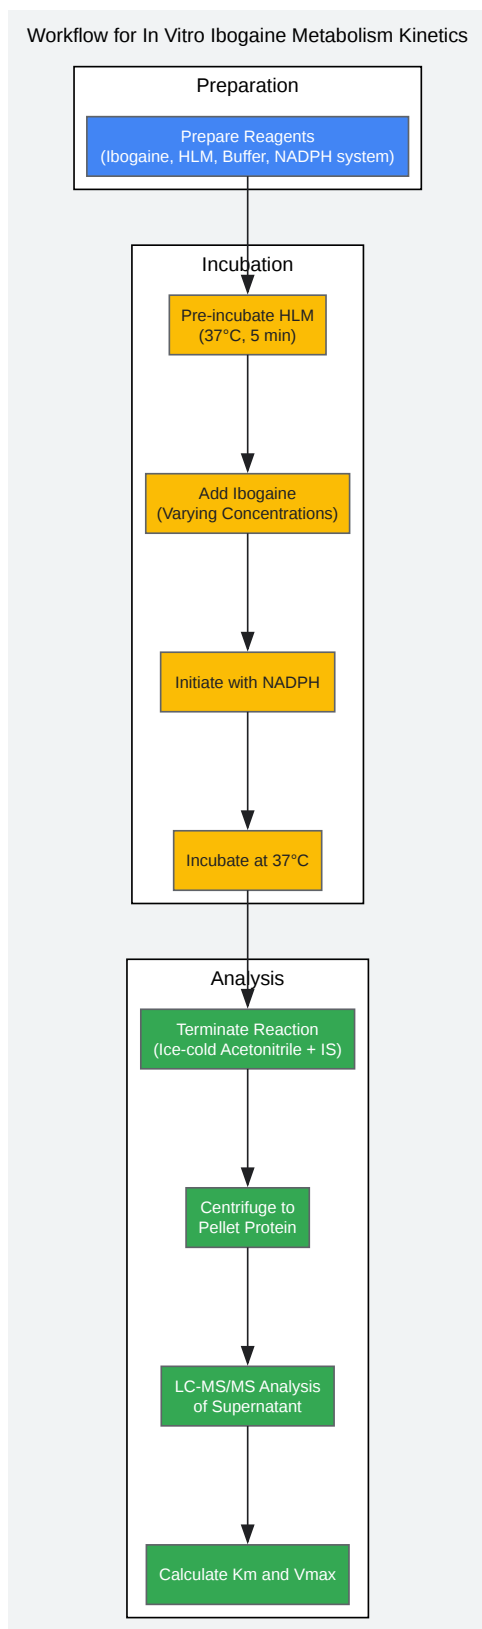 Workflow for In Vitro Ibogaine Metabolism Kinetics
Preparation
Prepare Reagents
(Ibogaine, HLM, Buffer, NADPH system)
Incubation
Pre-incubate HLM
(37°C, 5 min)
Add Ibogaine
(Varying Concentrations)
Initiate with NADPH
Incubate at 37°C
Analysis
Terminate Reaction
(Ice-cold Acetonitrile + IS)
Centrifuge to
Pellet Protein
LC-MS/MS Analysis
of Supernatant
Calculate Km and Vmax